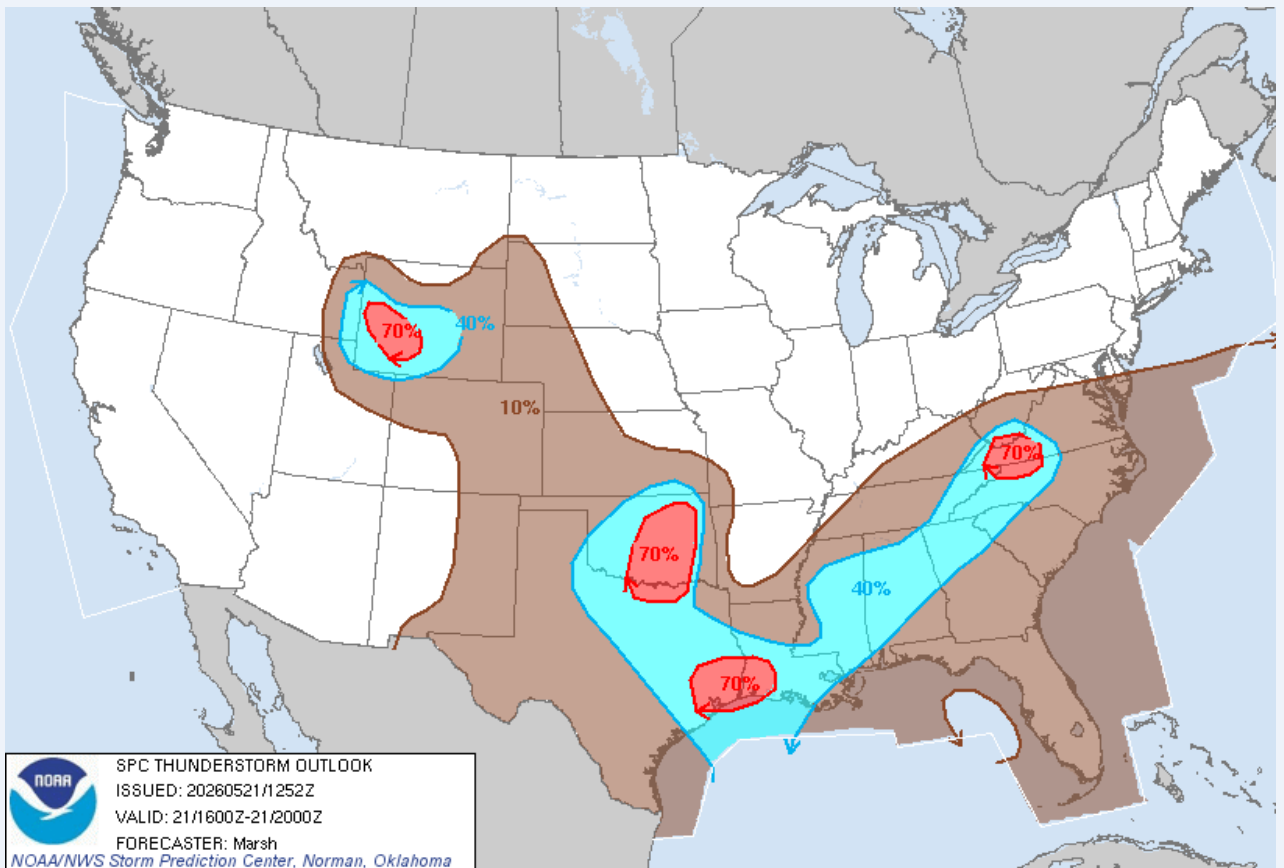 70%
40%
10%
70%
70%
40%
70%
NOAA
SPC THUNDERSTORM OUTLOOK
ISSUED: 20260521/1252Z
VALID: 21/1600Z-21/2000Z
FORECASTER: Marsh
NOAA/NWS Storm Prediction Center, Norman, Oklahoma